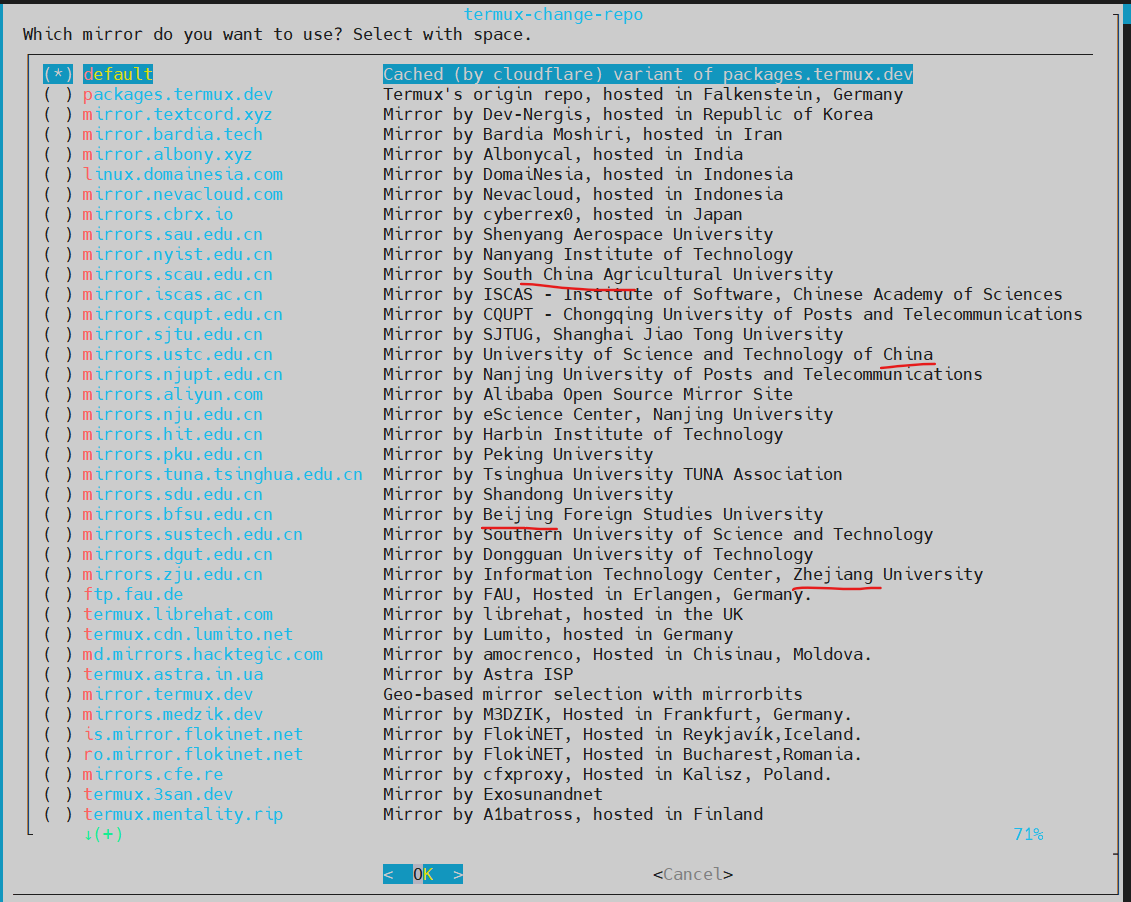 termux-change-repo
Which mirror do you want to use? Select with space.
(*) default Cached (by cloudflare) variant of packages.termux.dev
( ) packages.termux.dev Termux's origin repo, hosted in Falkenstein, Germany
( ) mirror.textcord.xyz Mirror by Dev-Nergis, hosted in Republic of Korea
( ) mirror.bardia.tech Mirror by Bardia Moshiri, hosted in Iran
( ) mirror.albony.xyz Mirror by Albonycal, hosted in India
( ) linux.domainesia.com Mirror by DomaiNesia, hosted in Indonesia
( ) mirror.nevacloud.com Mirror by Nevacloud, hosted in Indonesia
( ) mirrors.cbrx.io Mirror by cyberrex0, hosted in Japan
( ) mirrors.sau.edu.cn Mirror by Shenyang Aerospace University
( ) mirror.nyist.edu.cn Mirror by Nanyang Institute of Technology
( ) mirrors.scau.edu.cn Mirror by South China Agricultural University
( ) mirror.iscas.ac.cn Mirror by ISCAS - Institute of Software, Chinese Academy of Sciences
( ) mirrors.cqupt.edu.cn Mirror by CQUPT - Chongqing University of Posts and Telecommunications
( ) mirror.sjtu.edu.cn Mirror by SJTUG, Shanghai Jiao Tong University
( ) mirrors.ustc.edu.cn Mirror by University of Science and Technology of China
( ) mirrors.njupt.edu.cn Mirror by Nanjing University of Posts and Telecommunications
( ) mirrors.aliyun.com Mirror by Alibaba Open Source Mirror Site
( ) mirrors.nju.edu.cn Mirror by eScience Center, Nanjing University
( ) mirrors.hit.edu.cn Mirror by Harbin Institute of Technology
( ) mirrors.pku.edu.cn Mirror by Peking University
( ) mirrors.tuna.tsinghua.edu.cn Mirror by Tsinghua University TUNA Association
( ) mirrors.sdu.edu.cn Mirror by Shandong University
( ) mirrors.bfsu.edu.cn Mirror by Beijing Foreign Studies University
( ) mirrors.sustech.edu.cn Mirror by Southern University of Science and Technology
( ) mirrors.dgut.edu.cn Mirror by Dongguan University of Technology
( ) mirrors.zju.edu.cn Mirror by Information Technology Center, Zhejiang University
( ) ftp.fau.de Mirror by FAU, Hosted in Erlangen, Germany.
( ) termux.librehat.com Mirror by librehat, hosted in the UK
( ) termux.cdn.lumito.net Mirror by Lumito, hosted in Germany
( ) md.mirrors.hacktegic.com Mirror by amocrenco, Hosted in Chisinau, Moldova.
( ) termux.astra.in.ua Mirror by Astra ISP
( ) mirror.termux.dev Geo-based mirror selection with mirrorbits
( ) mirrors.medzik.dev Mirror by M3DZIK, Hosted in Frankfurt, Germany.
( ) is.mirror.flokinet.net Mirror by FlokiNET, Hosted in Reykjavík,Iceland.
( ) ro.mirror.flokinet.net Mirror by FlokiNET, Hosted in Bucharest,Romania.
( ) mirrors.cfe.re Mirror by cfxproxy, Hosted in Kalisz, Poland.
( ) termux.3san.dev Mirror by Exosunandnet
( ) termux.mentality.rip Mirror by A1batross, hosted in Finland
↓(+) 71%
< OK > <Cancel>